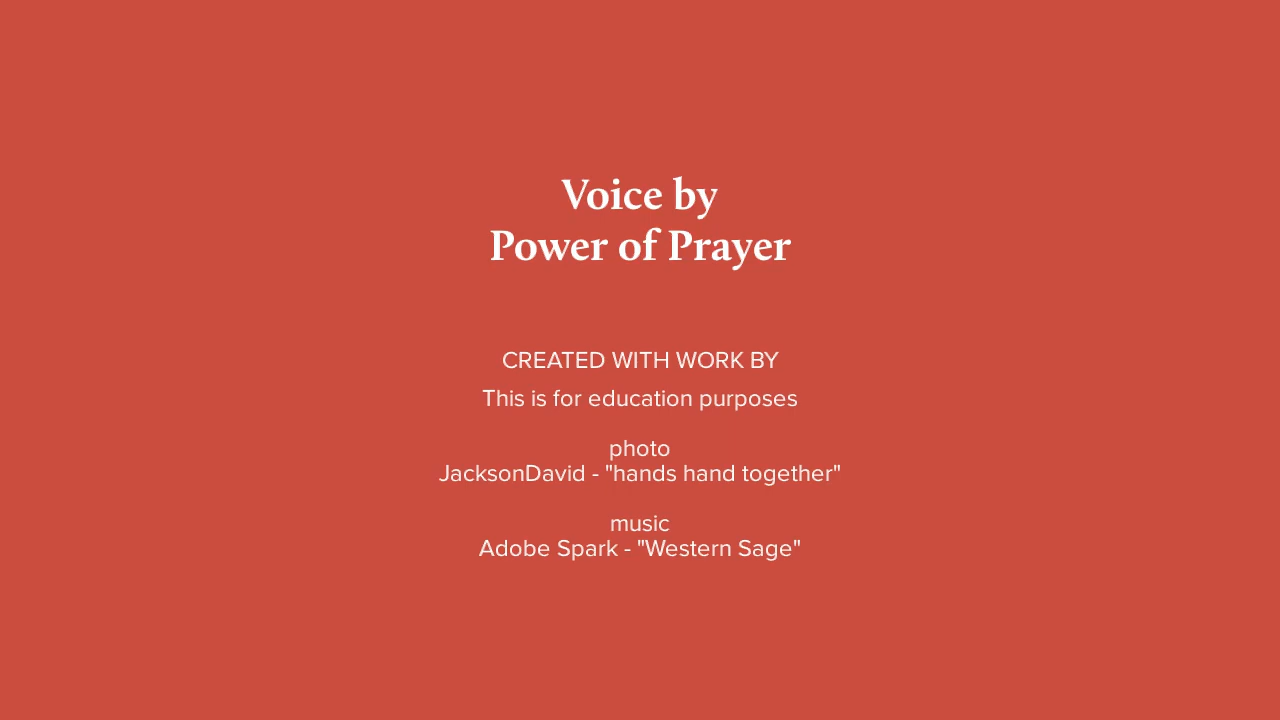 Voice by
Power of Prayer
CREATED WITH WORK BY
This is for education purposes
photo
JacksonDavid - "hands hand together"
music
Adobe Spark - "Western Sage"